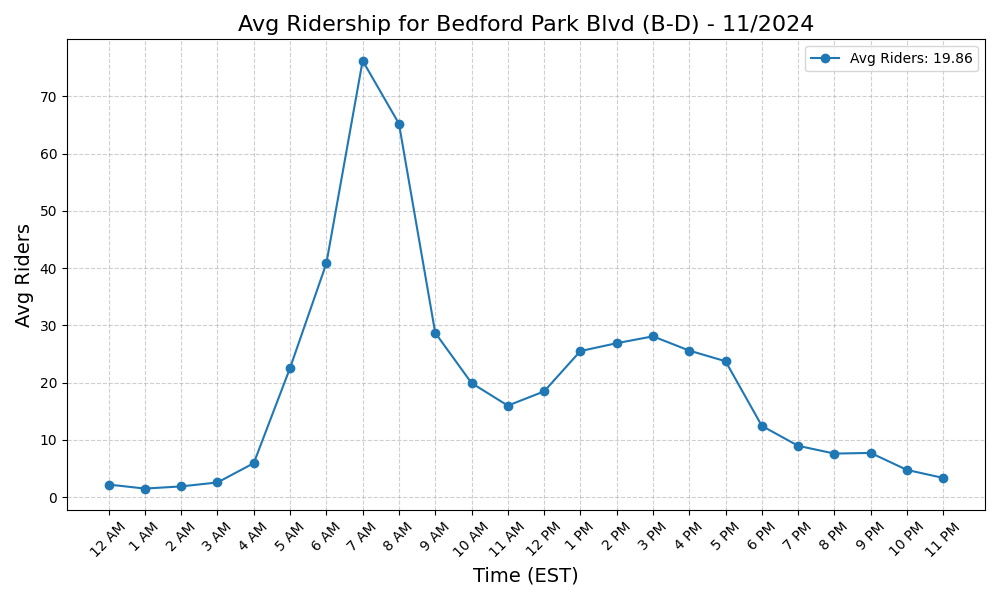 Avg Ridership for Bedford Park Blvd (B-D) - 11/2024
Avg Riders: 19.86
Avg Riders
70
60
50
40
30
20
10
0
12 AM
1 AM
2 AM
3 AM
4 AM
5 AM
6 AM
7 AM
8 AM
9 AM
10 AM
11 AM
12 PM
1 PM
2 PM
3 PM
4 PM
5 PM
6 PM
7 PM
8 PM
9 PM
10 PM
11 PM
Time (EST)